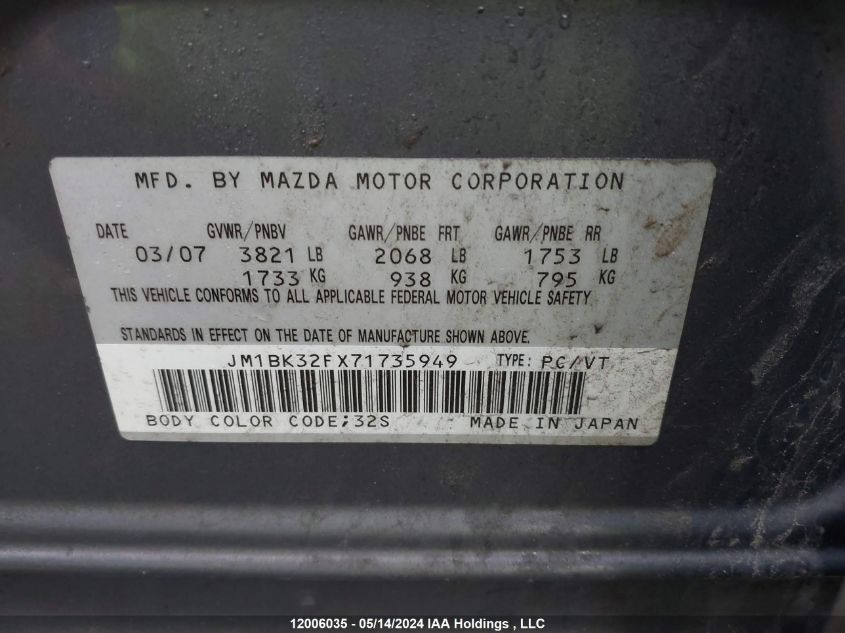 MFD. BY MAZDA MOTOR CORPORATION
DATE GVWR/PNBV GAWR/PNBE FRT GAWR/PNBE RR
03/07 3821 LB 2068 LB 1753 LB
1733 KG 938 KG 795 KG
THIS VEHICLE CONFORMS TO ALL APPLICABLE FEDERAL MOTOR VEHICLE SAFETY
STANDARDS IN EFFECT ON THE DATE OF MANUFACTURE SHOWN ABOVE.
JM1BK32FX71735949 TYPE: PC/VT
BODY COLOR CODE;32S MADE IN JAPAN
12006035 - 05/14/2024 IAA Holdings , LLC